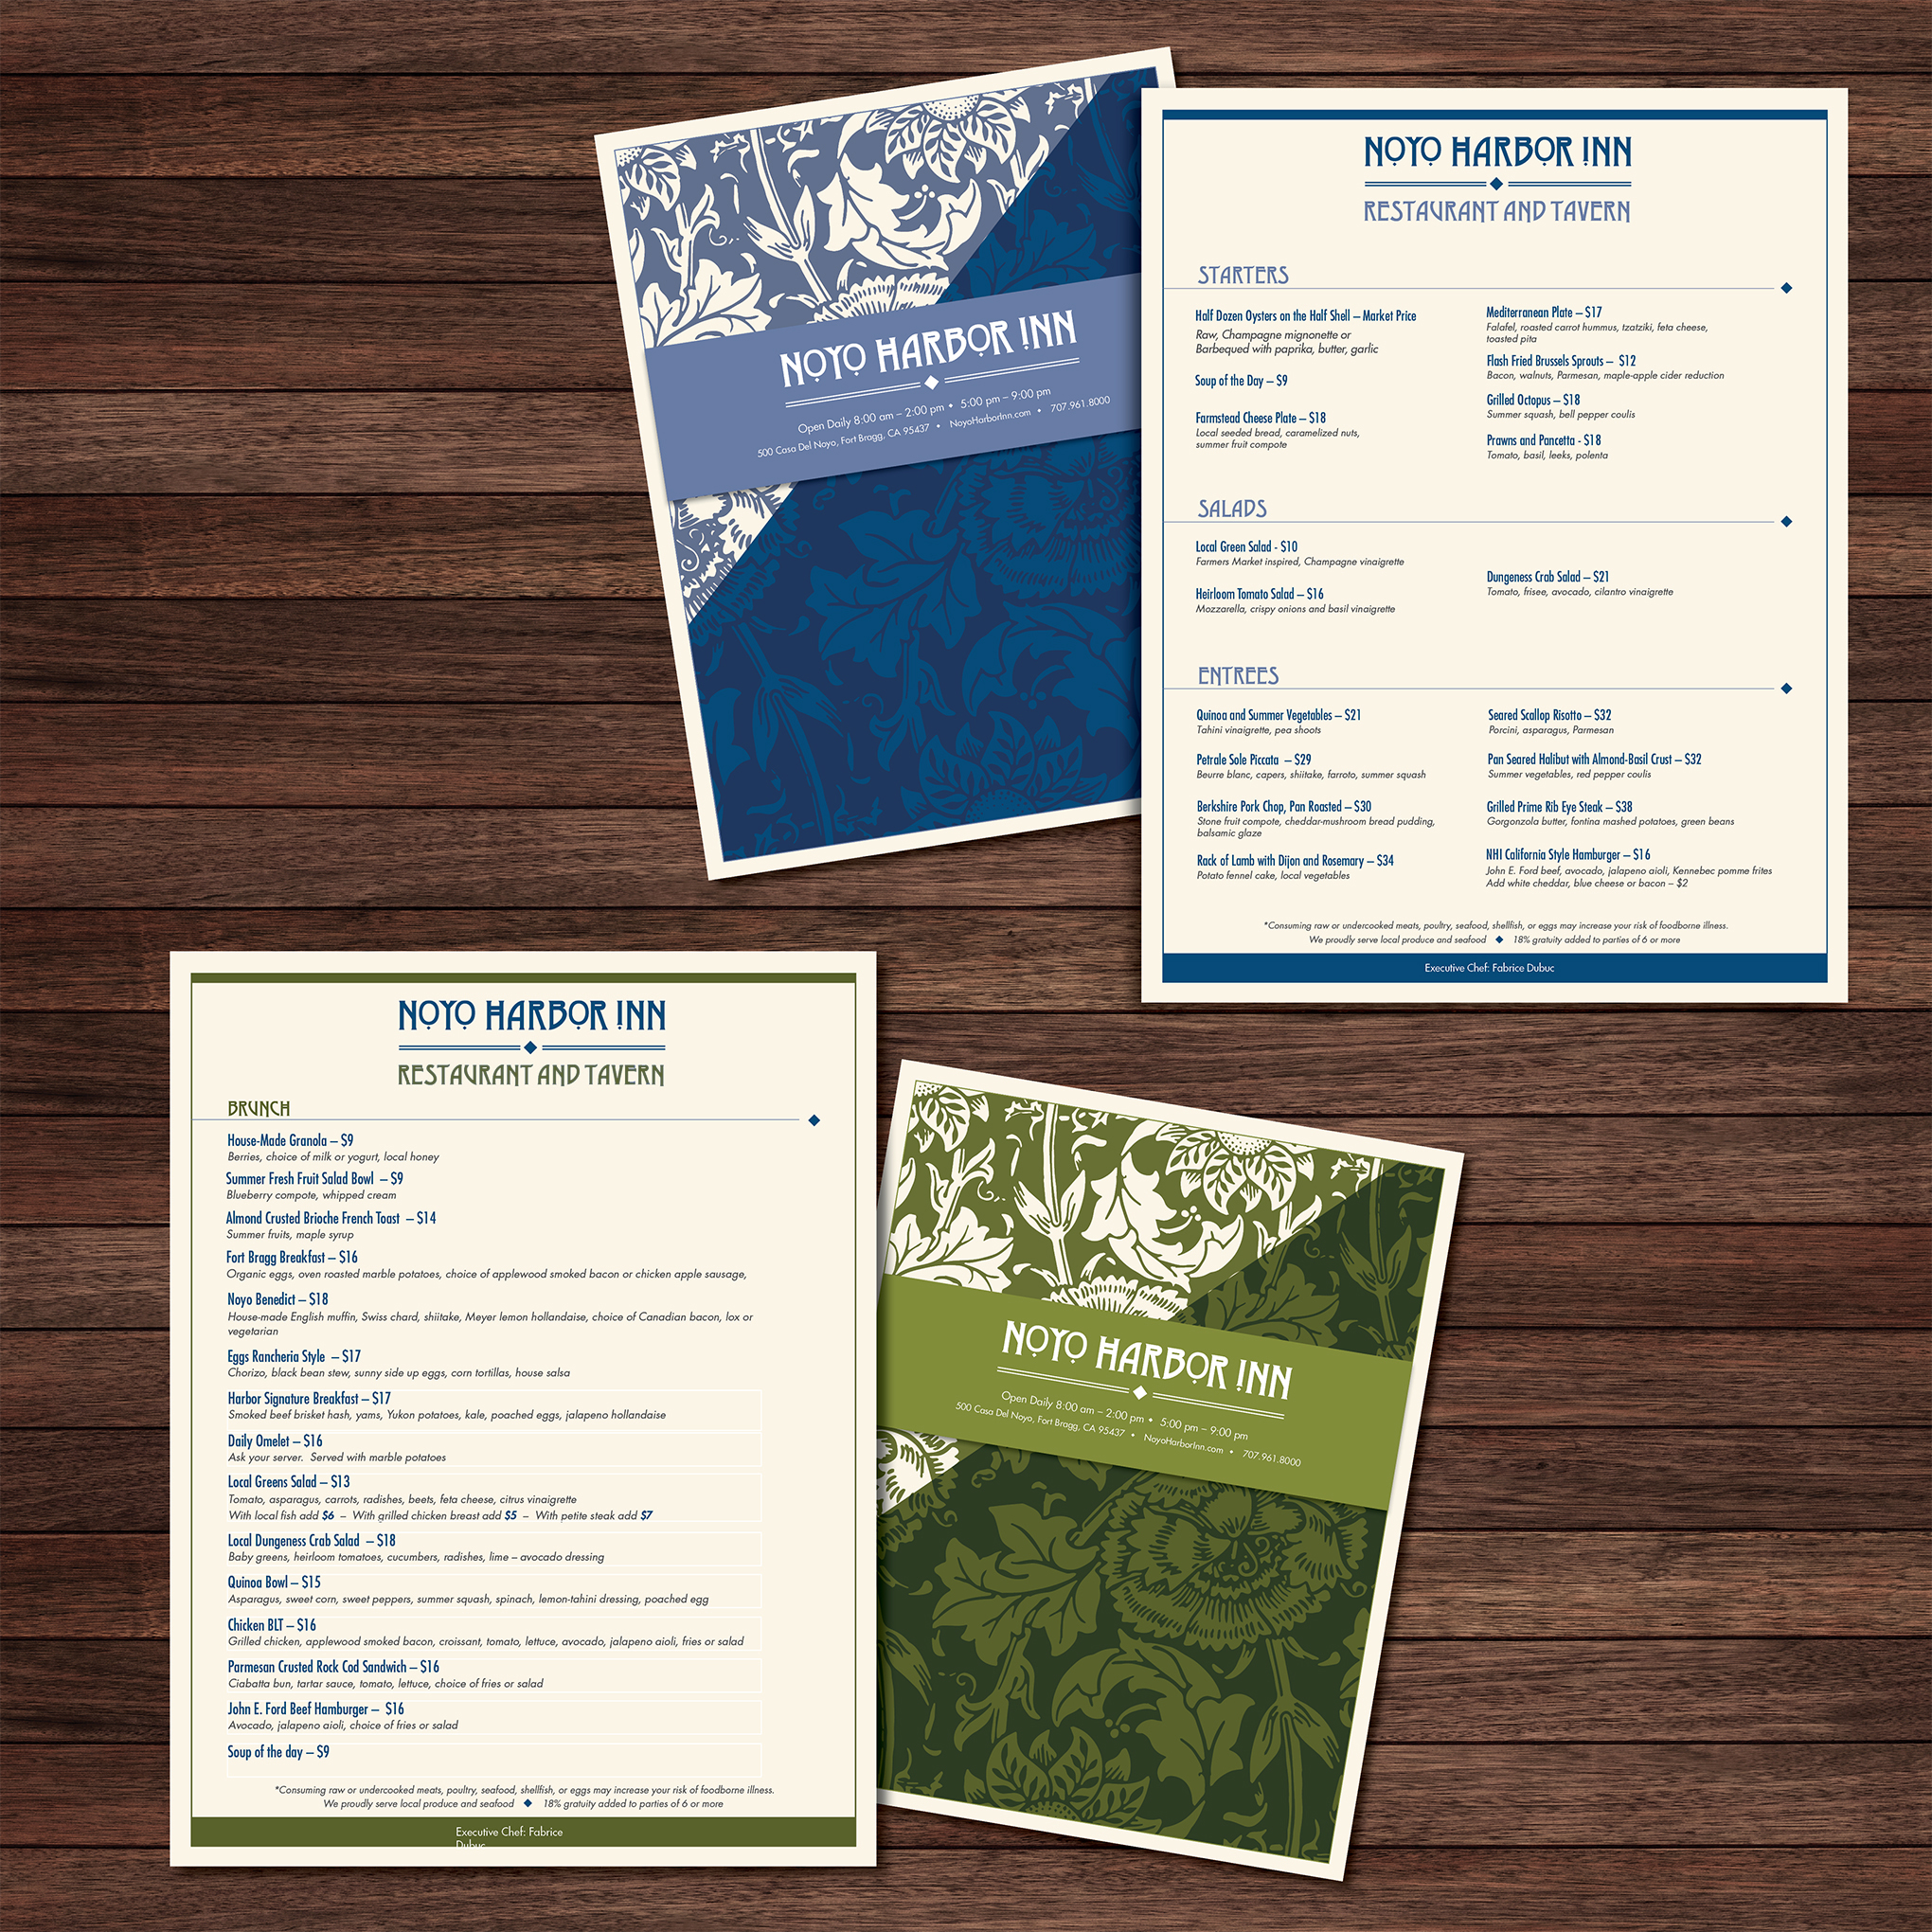 NOYO HARBOR INN
Open Daily 8:00 am – 2:00 pm • 5:00 pm – 9:00 pm
500 Casa Del Noyo, Fort Bragg, CA 95437 • NoyoHarborInn.com • 707.961.8000
NOYO HARBOR INN
RESTAURANT AND TAVERN
STARTERS
Half Dozen Oysters on the Half Shell – Market Price
Raw, Champagne mignonette or
Barbequed with paprika, butter, garlic
Soup of the Day – $9
Farmstead Cheese Plate – $18
Local seeded bread, caramelized nuts,
summer fruit compote
Mediterranean Plate – $17
Falafel, roasted carrot hummus, tzatziki, feta cheese,
toasted pita
Flash Fried Brussels Sprouts – $12
Bacon, walnuts, Parmesan, maple-apple cider reduction
Grilled Octopus – $18
Summer squash, bell pepper coulis
Prawns and Pancetta - $18
Tomato, basil, leeks, polenta
SALADS
Local Green Salad - $10
Farmers Market inspired, Champagne vinaigrette
Heirloom Tomato Salad – $16
Mozzarella, crispy onions and basil vinaigrette
Dungeness Crab Salad – $21
Tomato, frisee, avocado, cilantro vinaigrette
ENTREES
Quinoa and Summer Vegetables – $21
Tahini vinaigrette, pea shoots
Petrale Sole Piccata – $29
Beurre blanc, capers, shiitake, farroto, summer squash
Berkshire Pork Chop, Pan Roasted – $30
Stone fruit compote, cheddar-mushroom bread pudding,
balsamic glaze
Rack of Lamb with Dijon and Rosemary – $34
Potato fennel cake, local vegetables
Seared Scallop Risotto – $32
Porcini, asparagus, Parmesan
Pan Seared Halibut with Almond-Basil Crust – $32
Summer vegetables, red pepper coulis
Grilled Prime Rib Eye Steak – $38
Gorgonzola butter, fontina mashed potatoes, green beans
NHI California Style Hamburger – $16
John E. Ford beef, avocado, jalapeno aioli, Kennebec pomme frites
Add white cheddar, blue cheese or bacon – $2
*Consuming raw or undercooked meats, poultry, seafood, shellfish, or eggs may increase your risk of foodborne illness.
We proudly serve local produce and seafood ◆ 18% gratuity added to parties of 6 or more
Executive Chef: Fabrice Dubuc
NOYO HARBOR INN
RESTAURANT AND TAVERN
BRUNCH
House-Made Granola – $9
Berries, choice of milk or yogurt, local honey
Summer Fresh Fruit Salad Bowl – $9
Blueberry compote, whipped cream
Almond Crusted Brioche French Toast – $14
Summer fruits, maple syrup
Fort Bragg Breakfast – $16
Organic eggs, oven roasted marble potatoes, choice of applewood smoked bacon or chicken apple sausage,
Noyo Benedict – $18
House-made English muffin, Swiss chard, shiitake, Meyer lemon hollandaise, choice of Canadian bacon, lox or
vegetarian
Eggs Rancheria Style – $17
Chorizo, black bean stew, sunny side up eggs, corn tortillas, house salsa
Harbor Signature Breakfast – $17
Smoked beef brisket hash, yams, Yukon potatoes, kale, poached eggs, jalapeno hollandaise
Daily Omelet – $16
Ask your server. Served with marble potatoes
Local Greens Salad – $13
Tomato, asparagus, carrots, radishes, beets, feta cheese, citrus vinaigrette
With local fish add $6 – With grilled chicken breast add $5 – With petite steak add $7
Local Dungeness Crab Salad – $18
Baby greens, heirloom tomatoes, cucumbers, radishes, lime – avocado dressing
Quinoa Bowl – $15
Asparagus, sweet corn, sweet peppers, summer squash, spinach, lemon-tahini dressing, poached egg
Chicken BLT – $16
Grilled chicken, applewood smoked bacon, croissant, tomato, lettuce, avocado, jalapeno aioli, fries or salad
Parmesan Crusted Rock Cod Sandwich – $16
Ciabatta bun, tartar sauce, tomato, lettuce, choice of fries or salad
John E. Ford Beef Hamburger – $16
Avocado, jalapeno aioli, choice of fries or salad
Soup of the day – $9
*Consuming raw or undercooked meats, poultry, seafood, shellfish, or eggs may increase your risk of foodborne illness.
We proudly serve local produce and seafood ◆ 18% gratuity added to parties of 6 or more
Executive Chef: Fabrice
Dubuc
NOYO HARBOR INN
Open Daily 8:00 am – 2:00 pm • 5:00 pm – 9:00 pm
500 Casa Del Noyo, Fort Bragg, CA 95437 • NoyoHarborInn.com • 707.961.8000